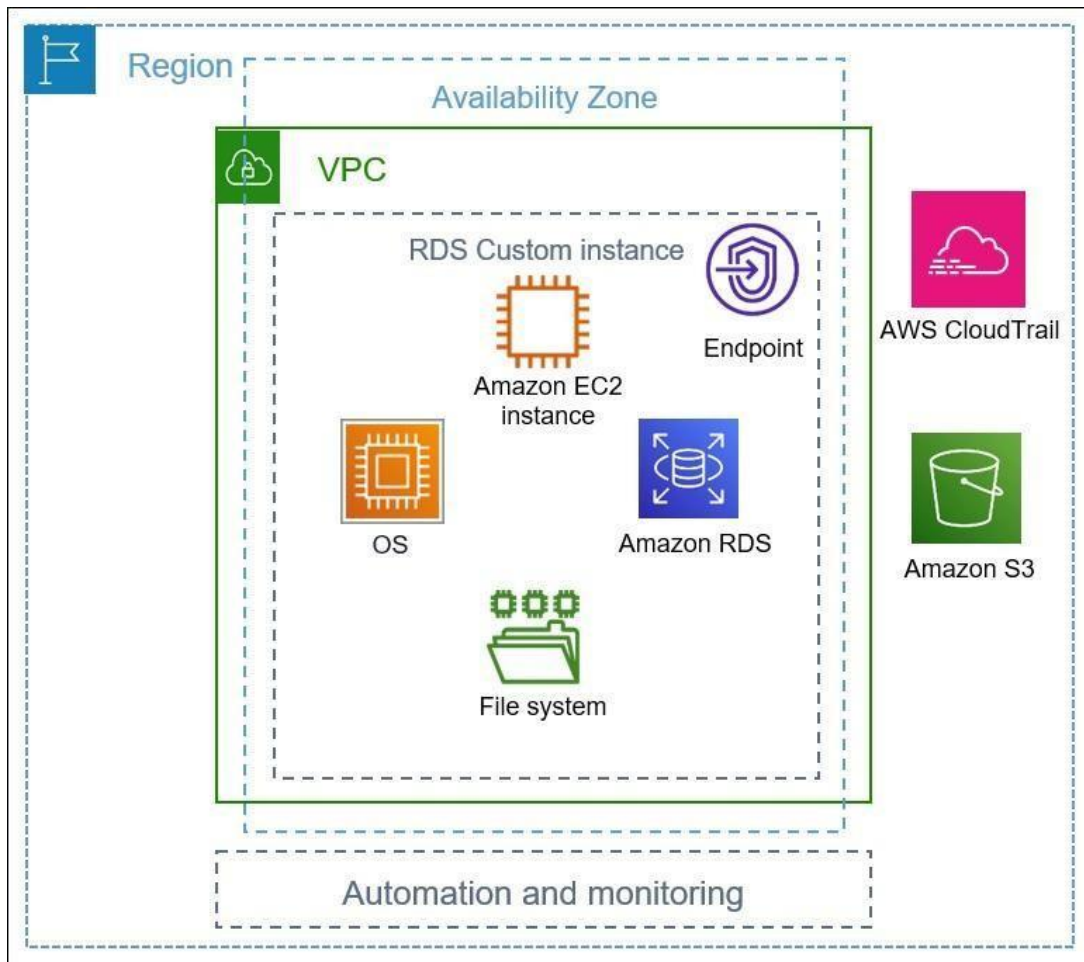 Region
Availability Zone
VPC
RDS Custom instance
Endpoint
Amazon EC2
instance
AWS CloudTrail
OS
Amazon RDS
Amazon S3
File system
Automation and monitoring